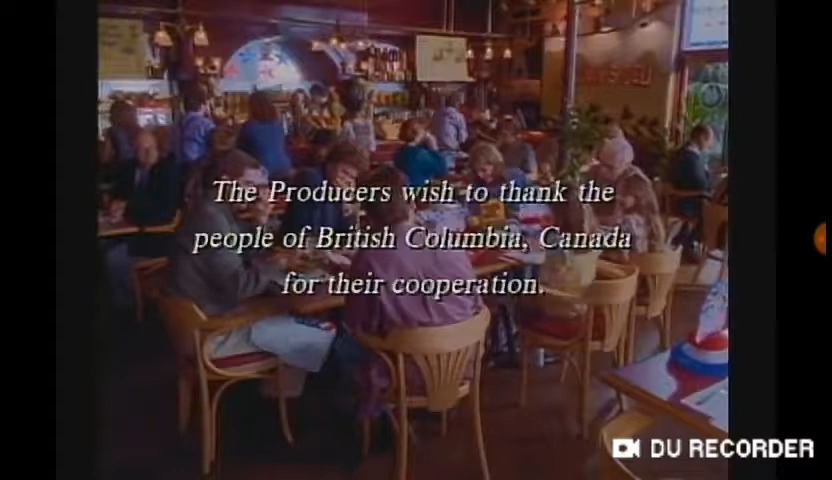 The Producers wish to thank the
people of British Columbia, Canada
for their cooperation.
DU RECORDER